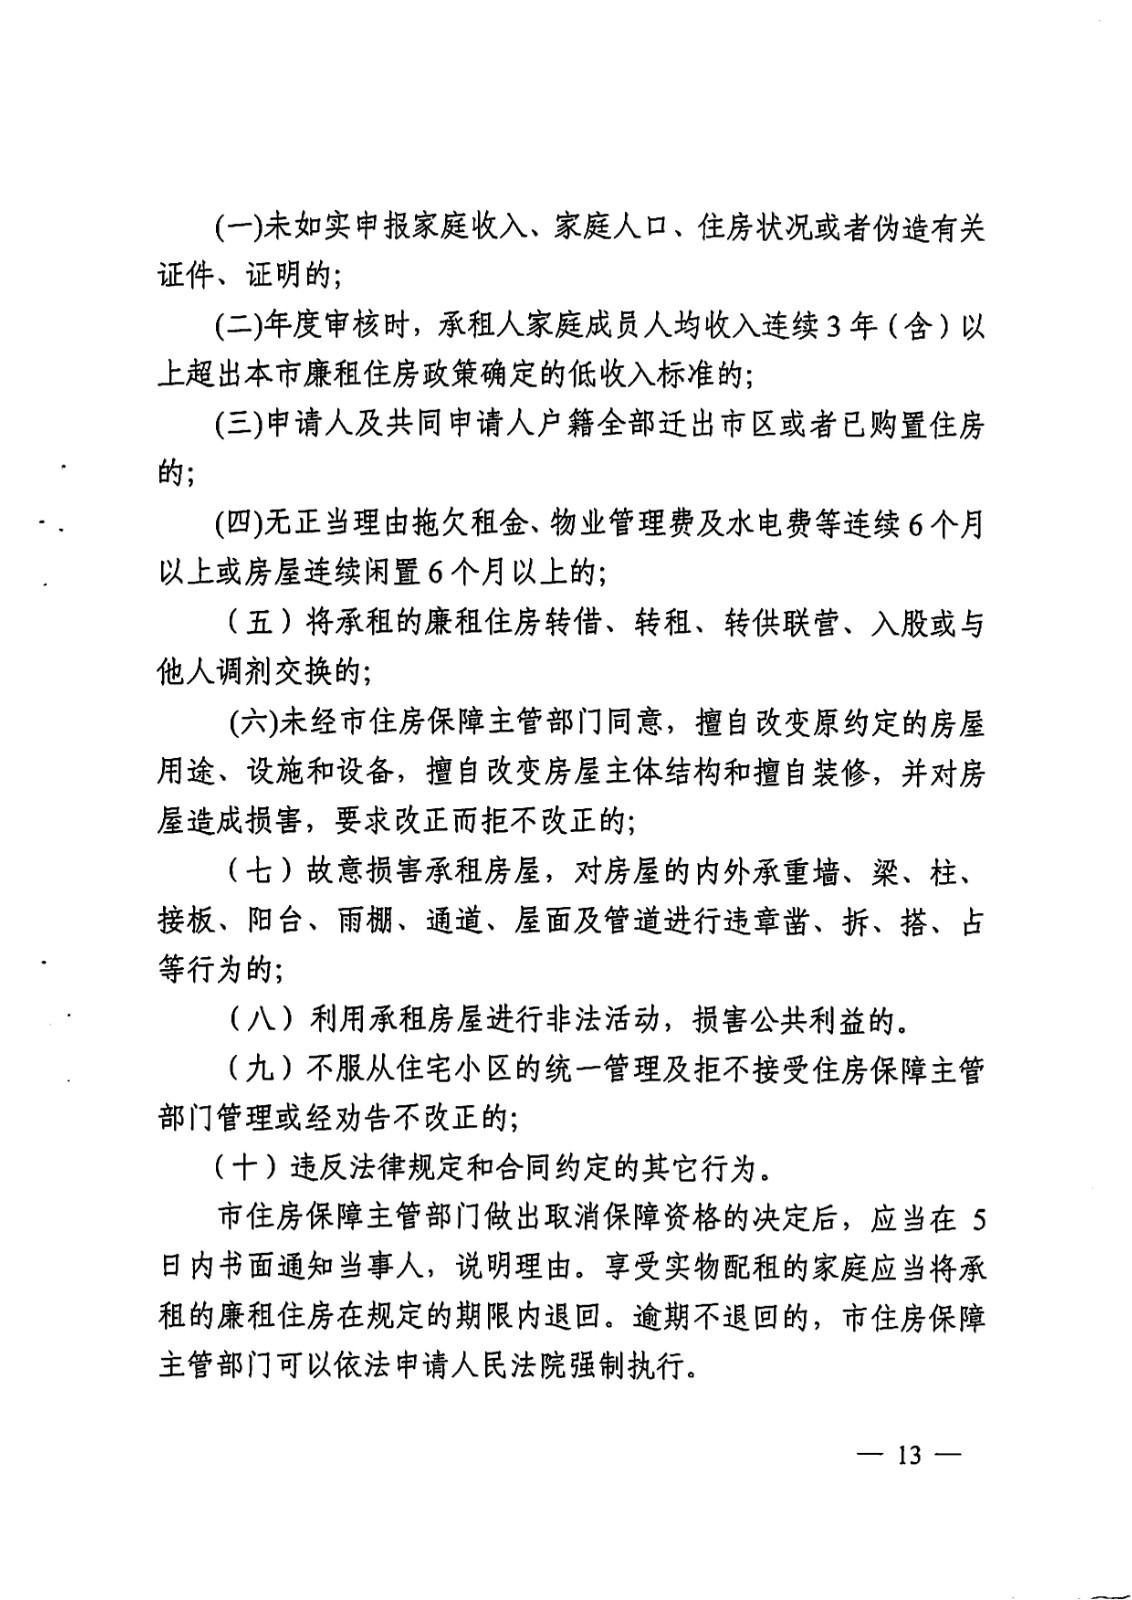 (一)未如实申报家庭收入、家庭人口、住房状况或者伪造有关
证件、证明的；
(二)年度审核时，承租人家庭成员人均收入连续3年（含）以
上超出本市廉租住房政策确定的低收入标准的；
(三)申请人及共同申请人户籍全部迁出市区或者已购置住房
的；
(四)无正当理由拖欠租金、物业管理费及水电费等连续6个月
以上或房屋连续闲置6个月以上的；
（五）将承租的廉租住房转借、转租、转供联营、入股或与
他人调剂交换的；
(六)未经市住房保障主管部门同意，擅自改变原约定的房屋
用途、设施和设备，擅自改变房屋主体结构和擅自装修，并对房
屋造成损害，要求改正而拒不改正的；
（七）故意损害承租房屋，对房屋的内外承重墙、梁、柱、
接板、阳台、雨棚、通道、屋面及管道进行违章凿、拆、搭、占
等行为的；
（八）利用承租房屋进行非法活动，损害公共利益的。
（九）不服从住宅小区的统一管理及拒不接受住房保障主管
部门管理或经劝告不改正的；
（十）违反法律规定和合同约定的其它行为。
市住房保障主管部门做出取消保障资格的决定后，应当在 5
日内书面通知当事人，说明理由。享受实物配租的家庭应当将承
租的廉租住房在规定的期限内退回。逾期不退回的，市住房保障
主管部门可以依法申请人民法院强制执行。
— 13 —